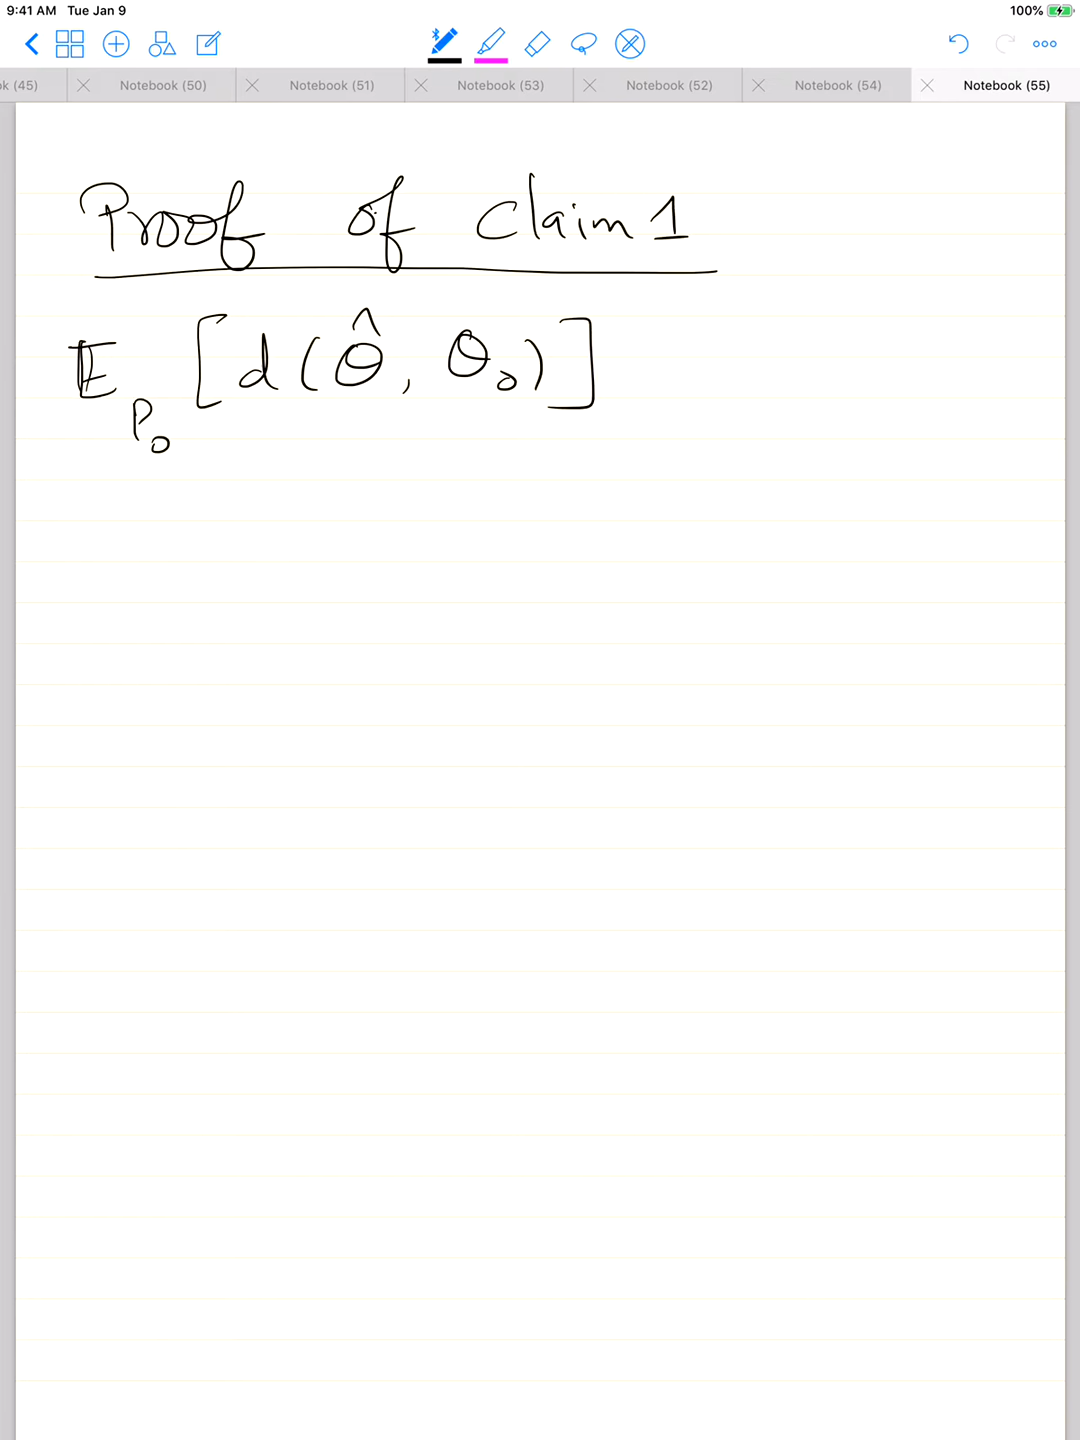 9:41 AM Tue Jan 9 100%
ok (45) Notebook (50) Notebook (51) Notebook (53) Notebook (52) Notebook (54) Notebook (55)
Proof of Claim 1
𝔼_{P_0} [d(θ̂, θ_0)]